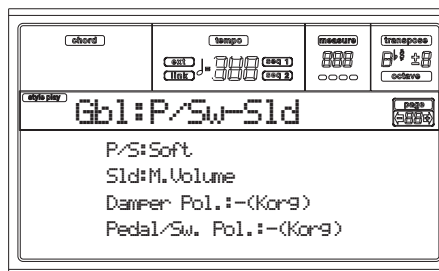 chord tempo measure transpose
ext seq 1
link seq 2
octave
style play
Gbl:P/Sw-Sld page
P/S:Soft
Sld:M.Volume
Damper Pol.:-(Korg)
Pedal/Sw. Pol.:-(Korg)